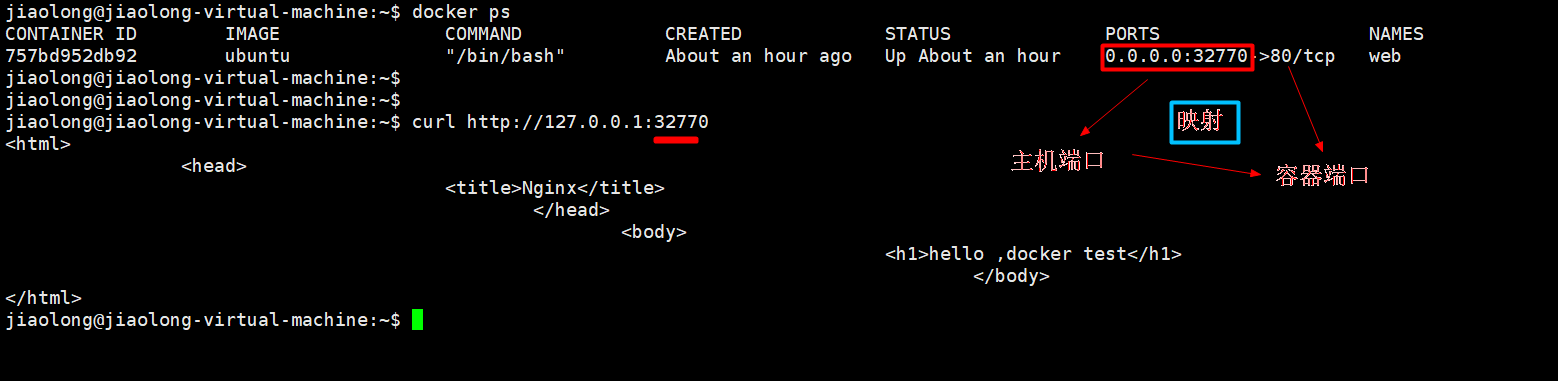 jiaolong@jiaolong-virtual-machine:~$ docker ps
CONTAINER ID IMAGE COMMAND CREATED STATUS PORTS NAMES
757bd952db92 ubuntu "/bin/bash" About an hour ago Up About an hour 0.0.0.0:32770->80/tcp web
jiaolong@jiaolong-virtual-machine:~$
jiaolong@jiaolong-virtual-machine:~$
jiaolong@jiaolong-virtual-machine:~$ curl http://127.0.0.1:32770
映射
<html>
<head>
主机端口
容器端口
<title>Nginx</title>
</head>
<body>
<h1>hello ,docker test</h1>
</body>
</html>
jiaolong@jiaolong-virtual-machine:~$